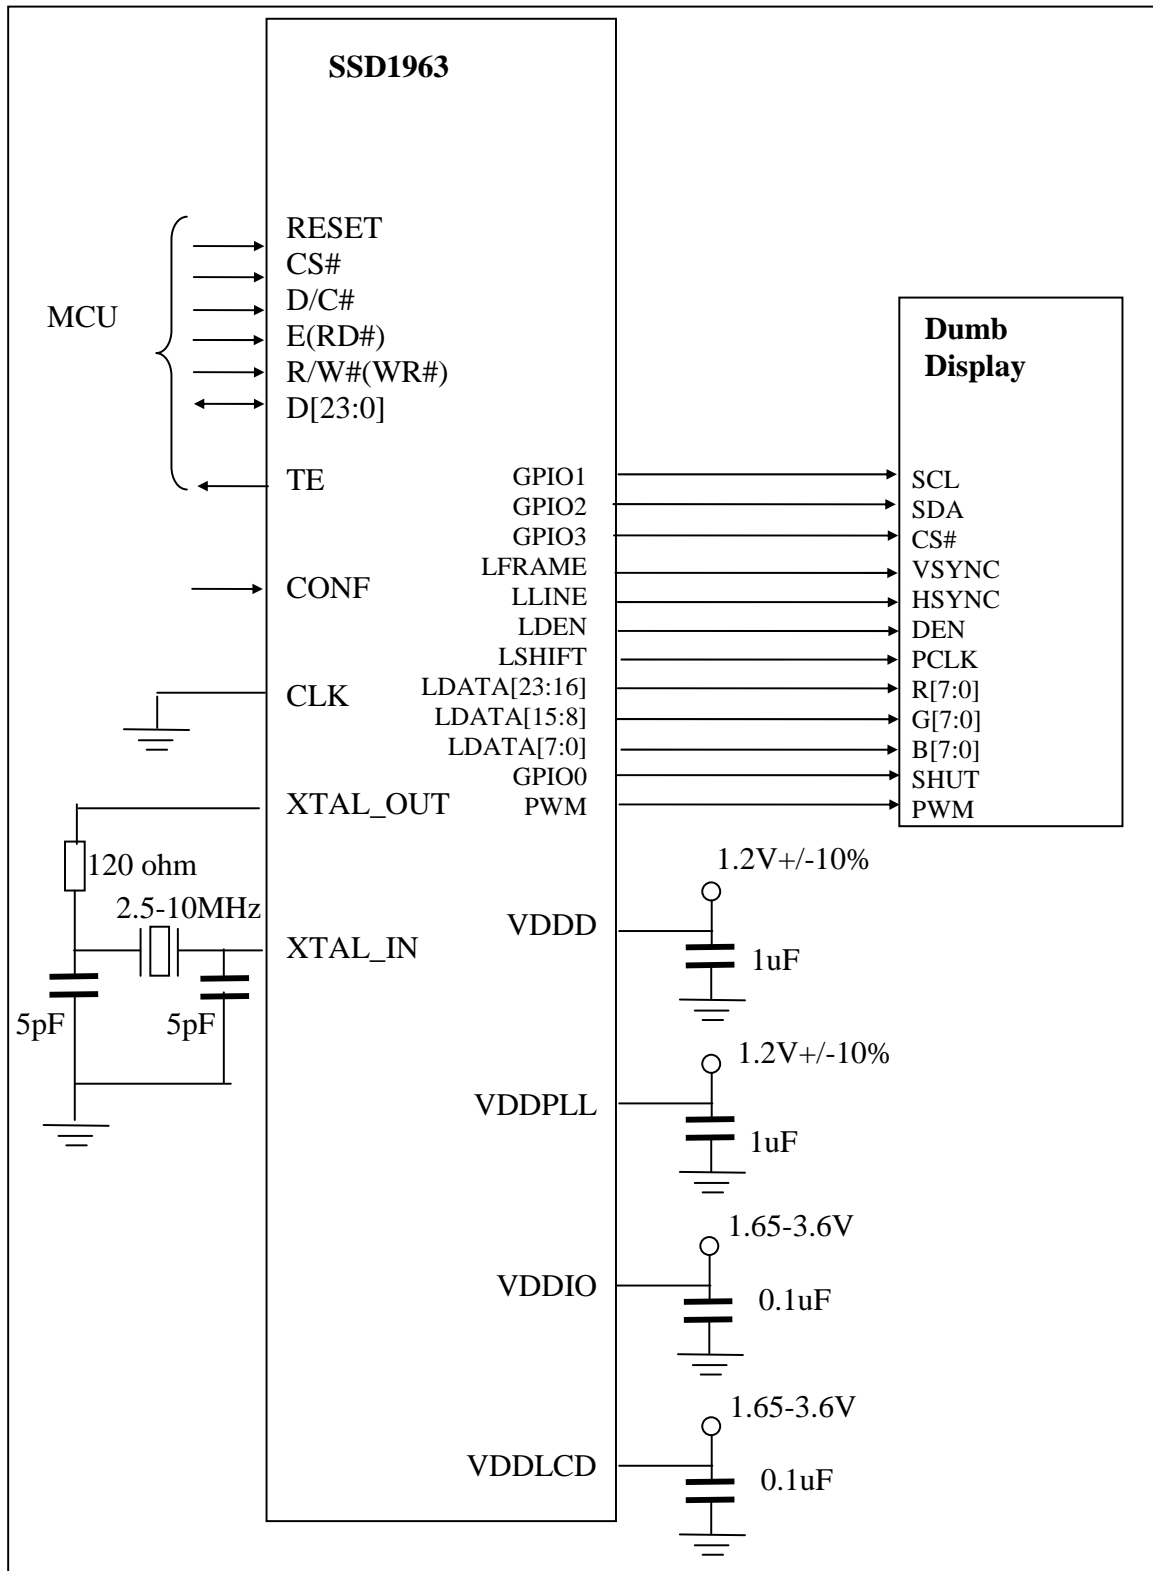 SSD1963
RESET
CS#
D/C#
E(RD#)
R/W#(WR#)
D[23:0]
MCU
TE
CONF
CLK
XTAL_OUT
120 ohm
2.5-10MHz
XTAL_IN
5pF
5pF
GPIO1
GPIO2
GPIO3
LFRAME
LLINE
LDEN
LSHIFT
LDATA[23:16]
LDATA[15:8]
LDATA[7:0]
GPIO0
PWM
Dumb
Display
SCL
SDA
CS#
VSYNC
HSYNC
DEN
PCLK
R[7:0]
G[7:0]
B[7:0]
SHUT
PWM
1.2V+/-10%
VDDD
1uF
1.2V+/-10%
VDDPLL
1uF
1.65-3.6V
VDDIO
0.1uF
1.65-3.6V
VDDLCD
0.1uF